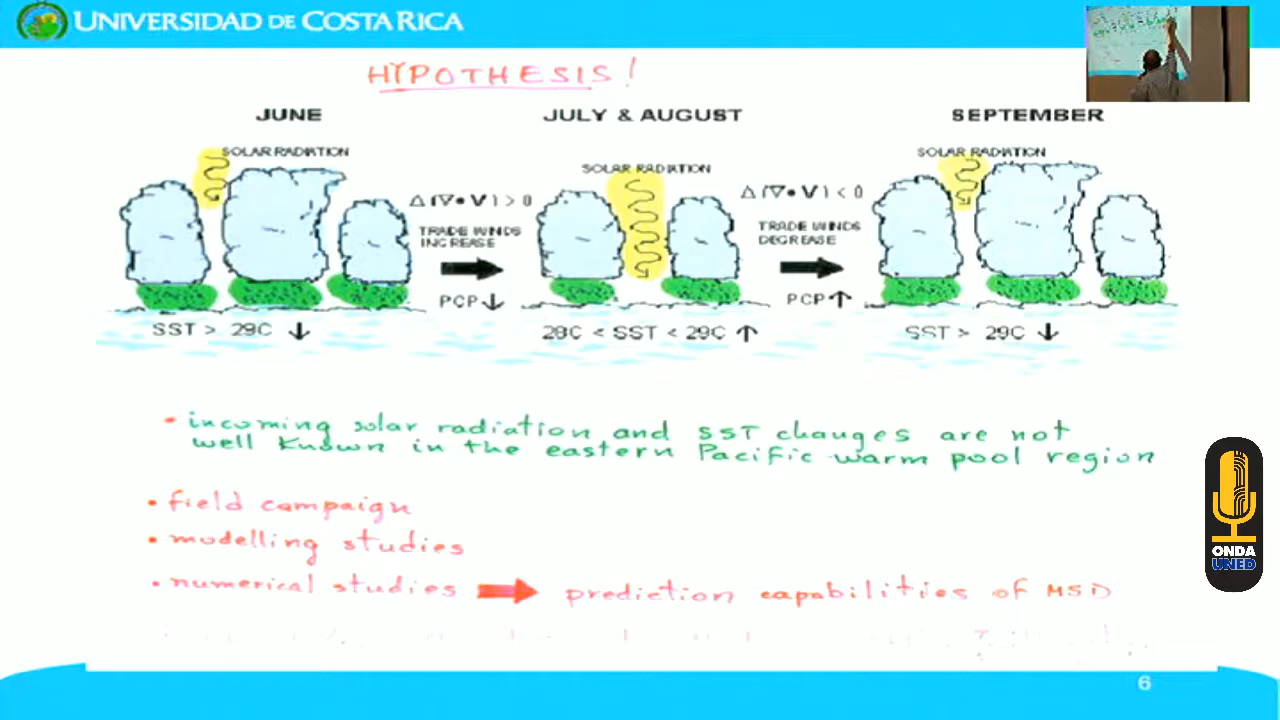 UNIVERSIDAD DE COSTA RICA
HYPOTHESIS!
JUNE
JULY & AUGUST
SEPTEMBER
SOLAR RADIATION
SOLAR RADIATION
SOLAR RADIATION
Δ (∇•V) > 0
TRADE WINDS
INCREASE
PCP ↓
Δ (∇•V) < 0
TRADE WINDS
DECREASE
PCP ↑
SST > 29C ↓
28C < SST < 29C ↑
SST > 29C ↓
• incoming solar radiation and SST changes are not
well known in the eastern Pacific warm pool region
• field campaign
• modelling studies
• numerical studies → prediction capabilities of MSD
ONDA
UNED
6